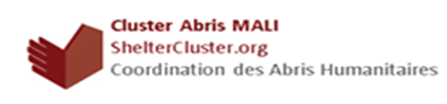 Cluster Abris MALI
ShelterCluster.org
Coordination des Abris Humanitaires